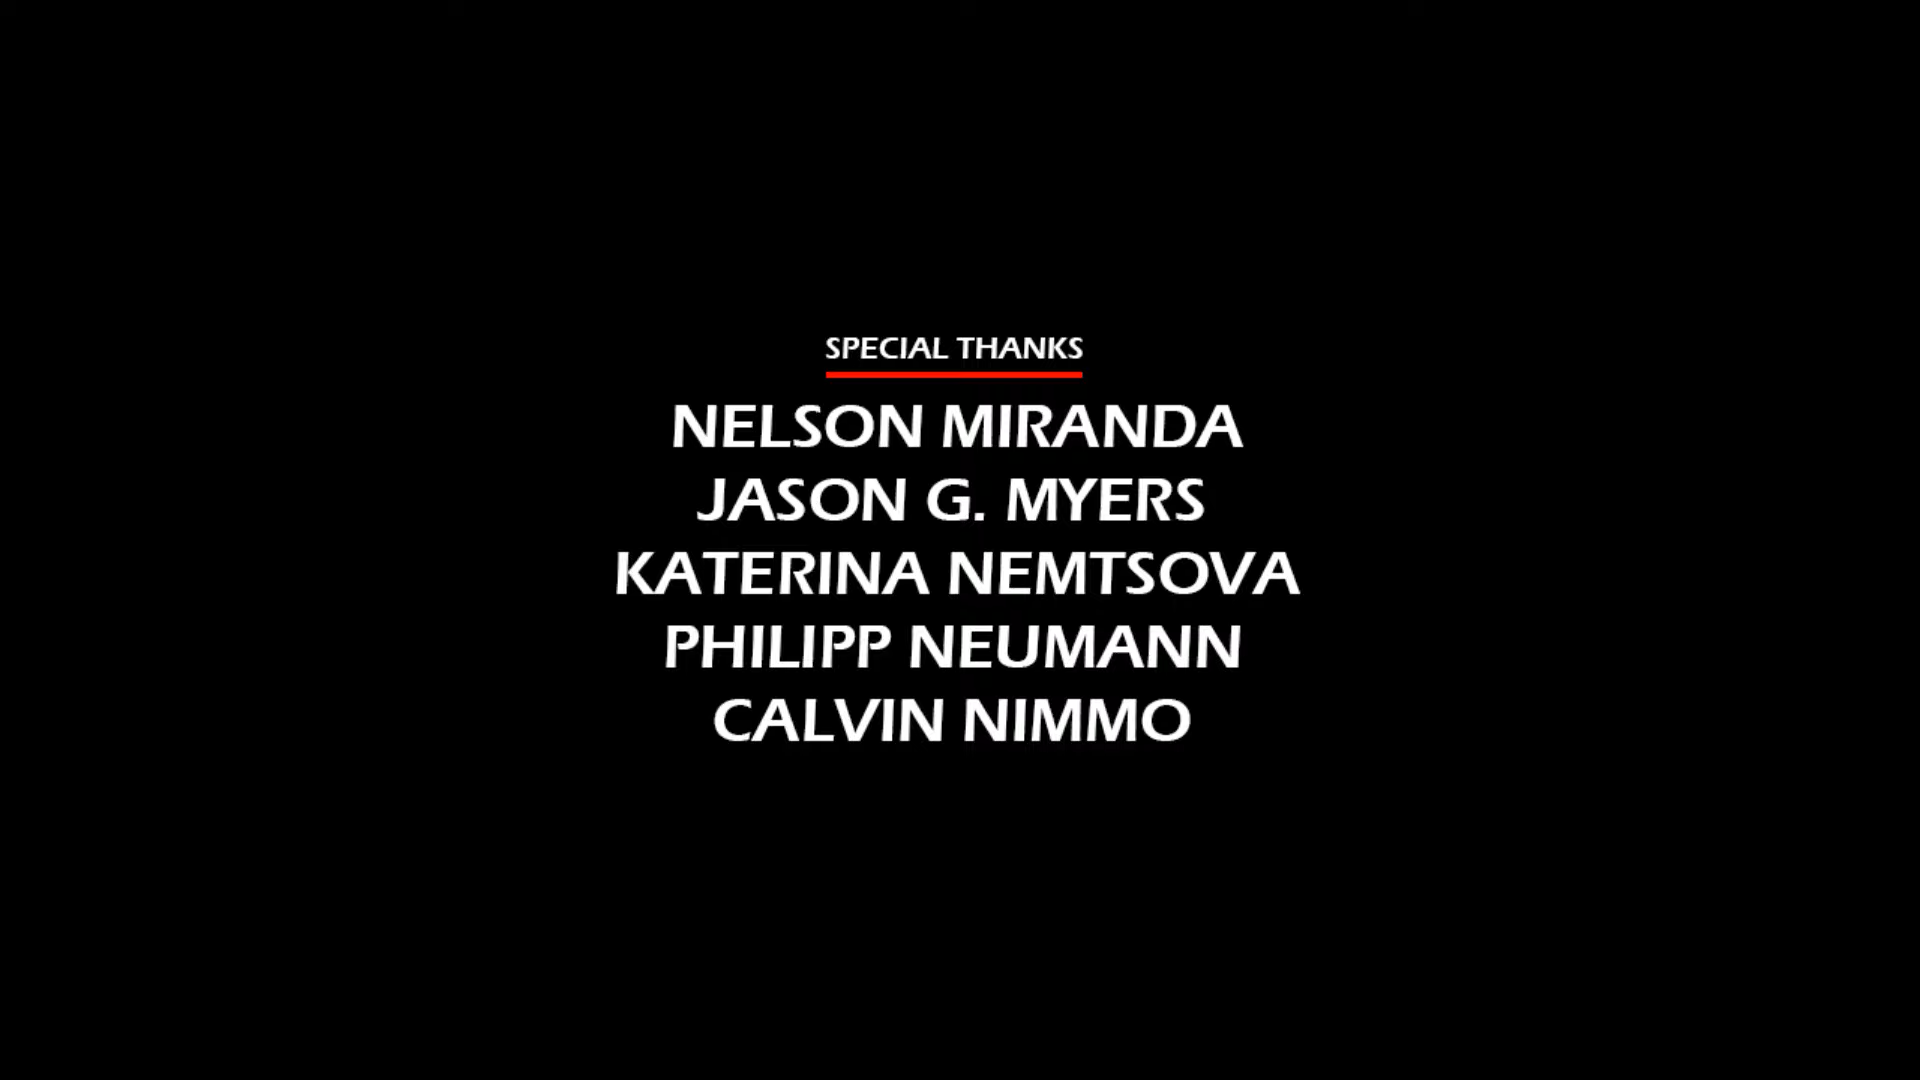 SPECIAL THANKS
NELSON MIRANDA
JASON G. MYERS
KATERINA NEMTSOVA
PHILIPP NEUMANN
CALVIN NIMMO